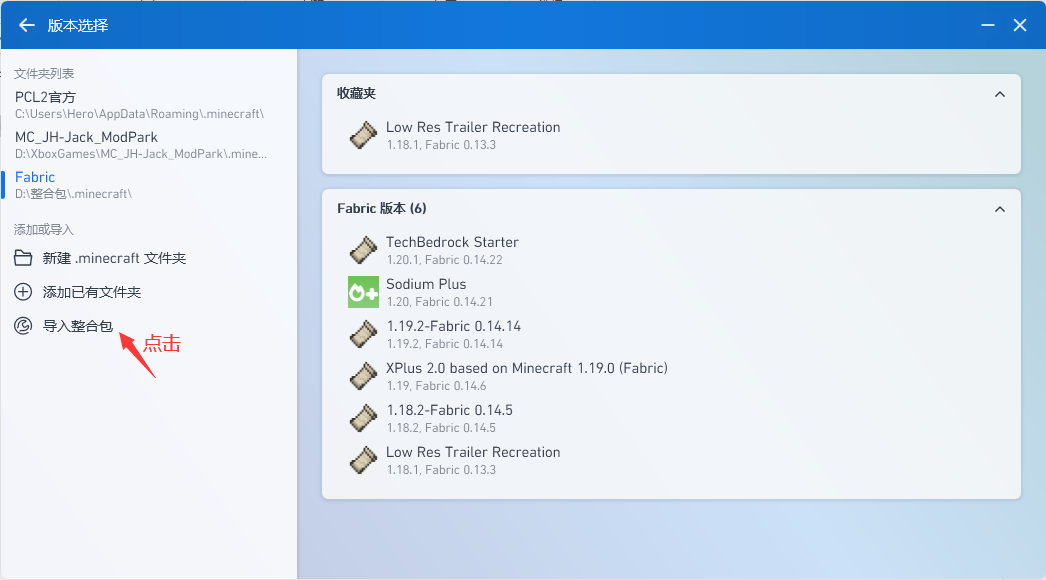 版本选择
文件夹列表
PCL2官方
C:\Users\Hero\AppData\Roaming\.minecraft\
MC_JH-Jack_ModPark
D:\XboxGames\MC_JH-Jack_ModPark\.mine...
Fabric
D:\整合包\.minecraft\
添加或导入
新建 .minecraft 文件夹
添加已有文件夹
导入整合包
点击
收藏夹
Low Res Trailer Recreation
1.18.1, Fabric 0.13.3
Fabric 版本 (6)
TechBedrock Starter
1.20.1, Fabric 0.14.22
Sodium Plus
1.20, Fabric 0.14.21
1.19.2-Fabric 0.14.14
1.19.2, Fabric 0.14.14
XPlus 2.0 based on Minecraft 1.19.0 (Fabric)
1.19, Fabric 0.14.6
1.18.2-Fabric 0.14.5
1.18.2, Fabric 0.14.5
Low Res Trailer Recreation
1.18.1, Fabric 0.13.3